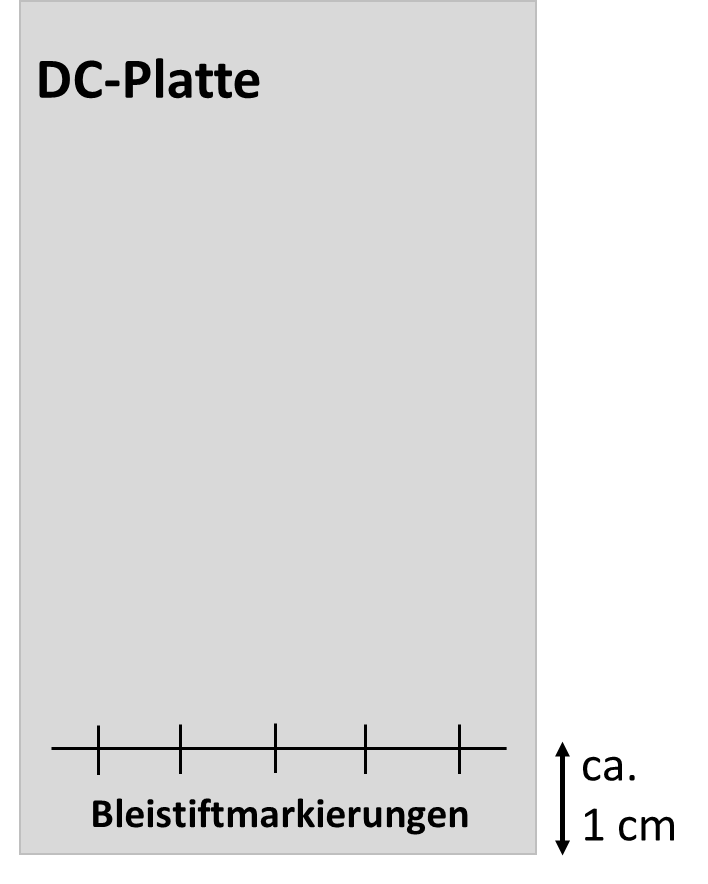 DC-Platte
Bleistiftmarkierungen
ca.
1 cm